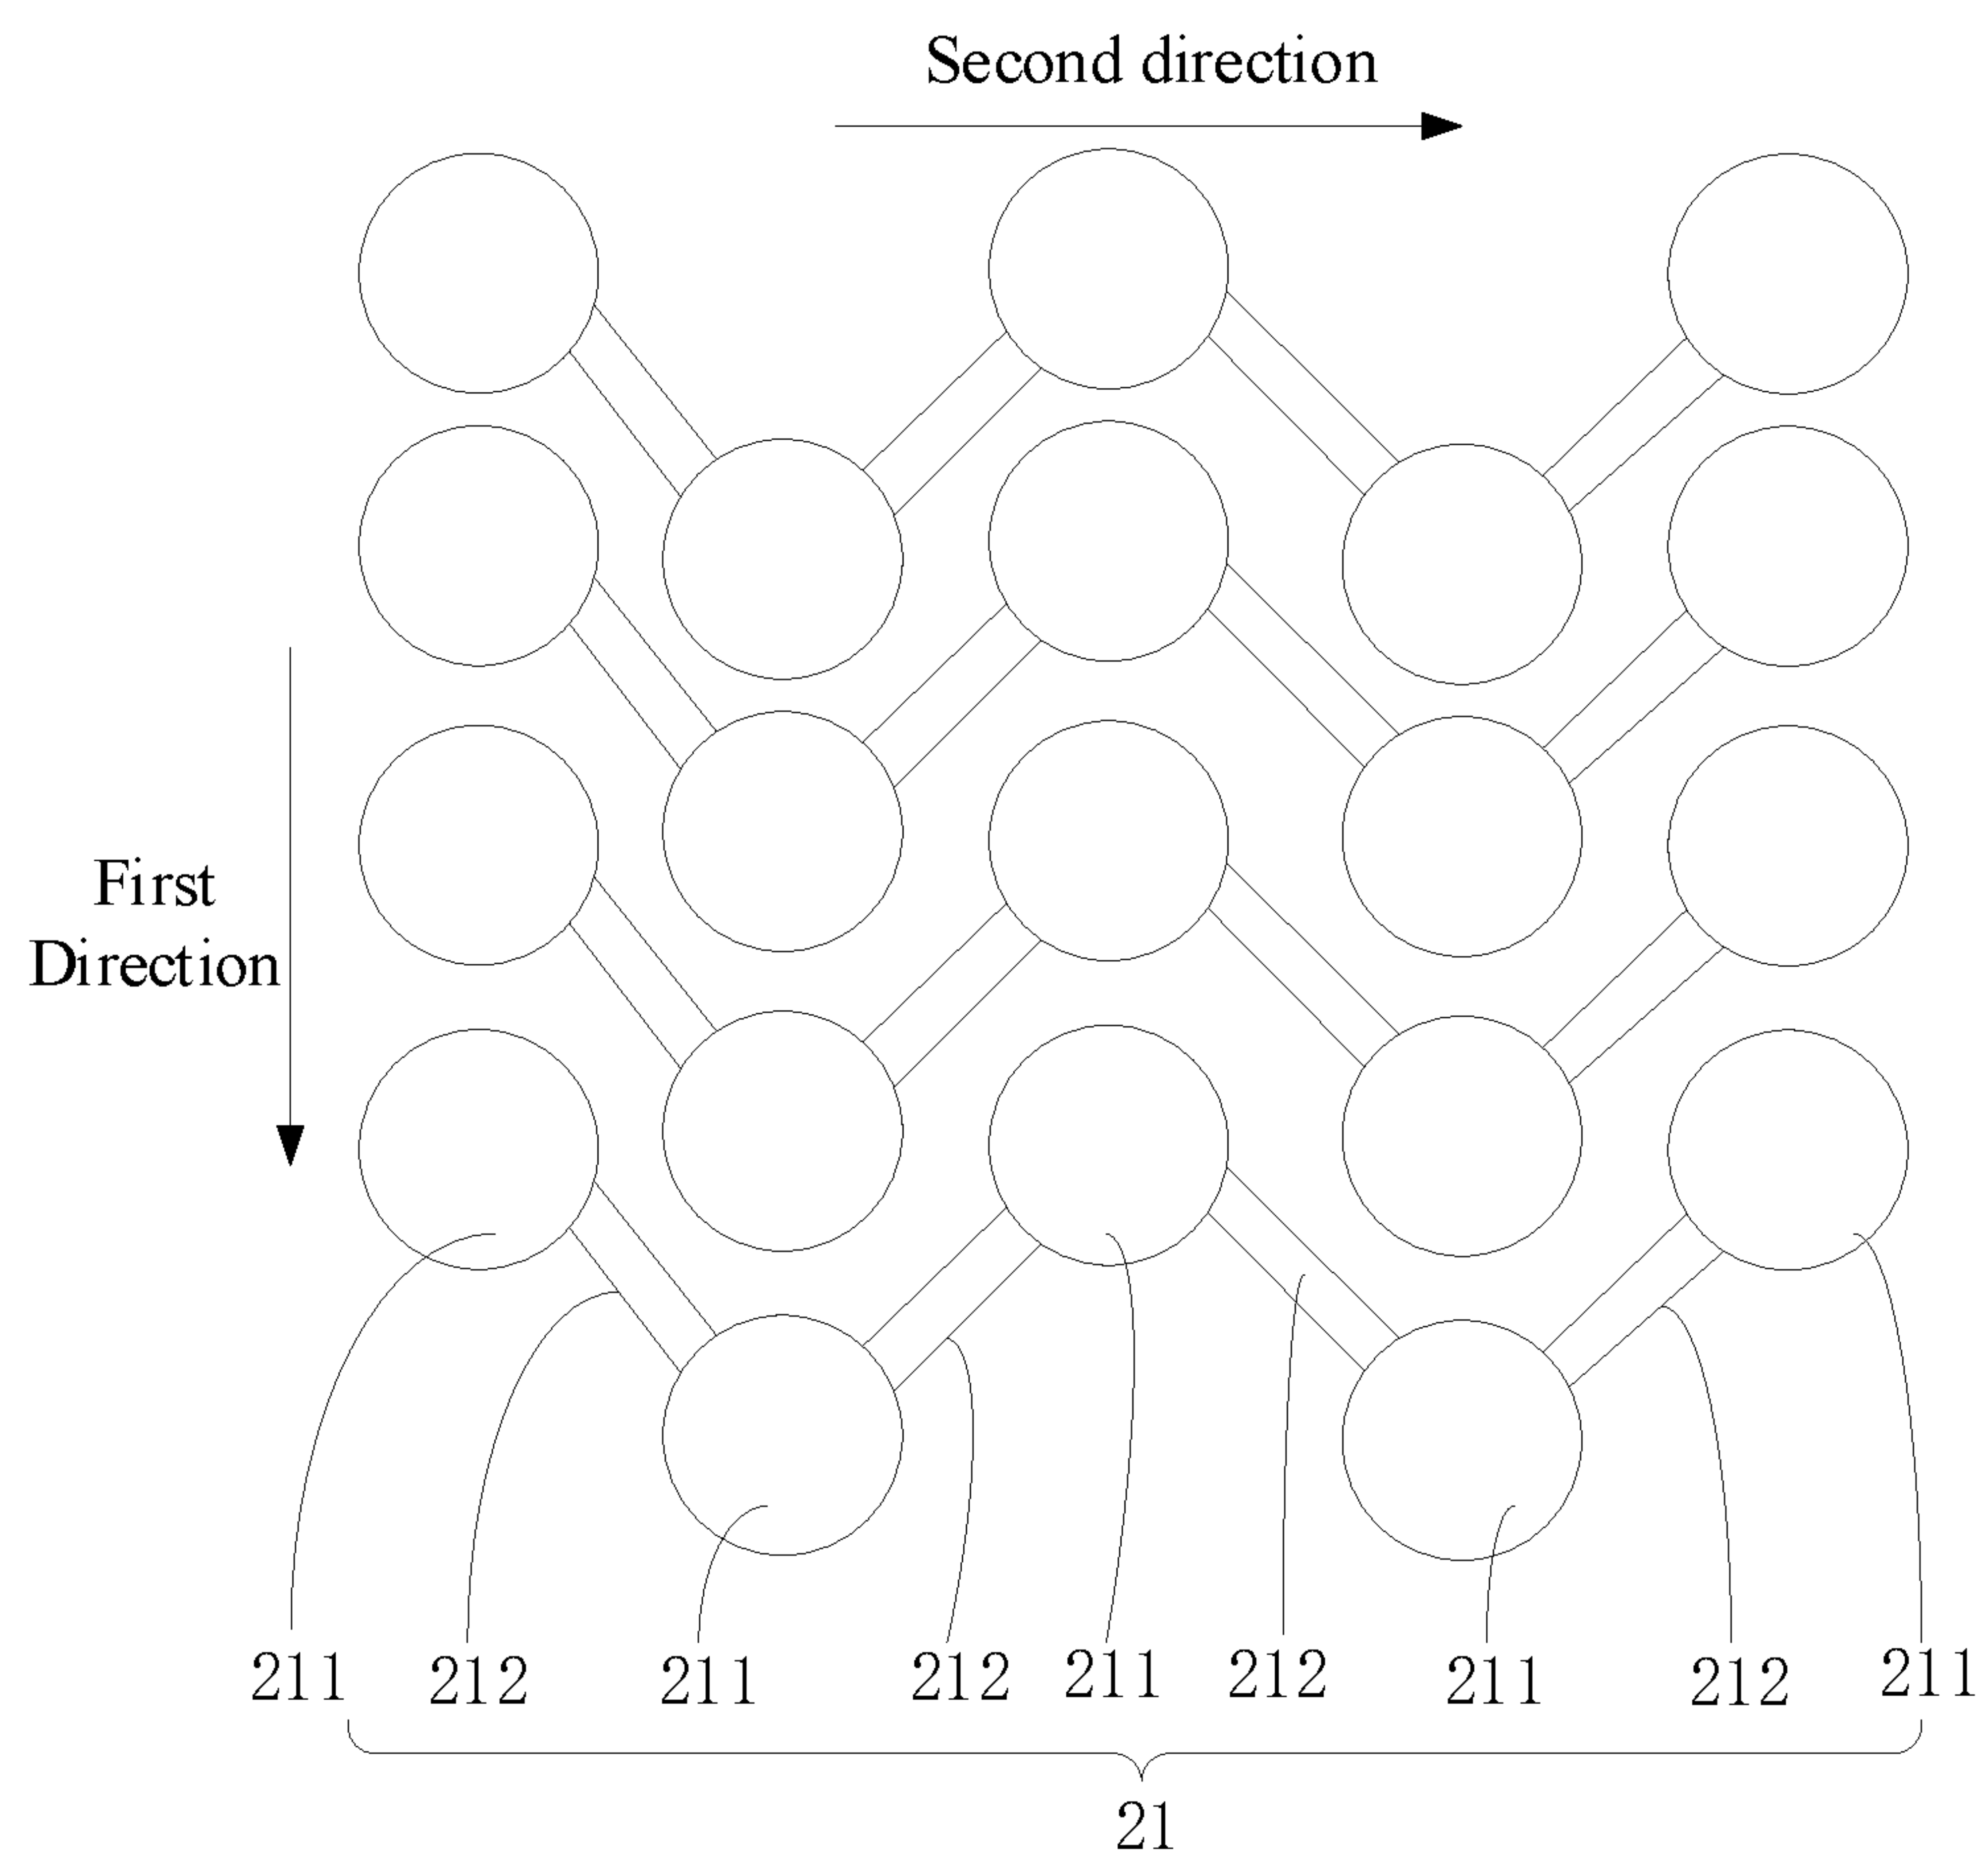 Second direction
First
Direction
211 212 211 212 211 212 211 212 211
21